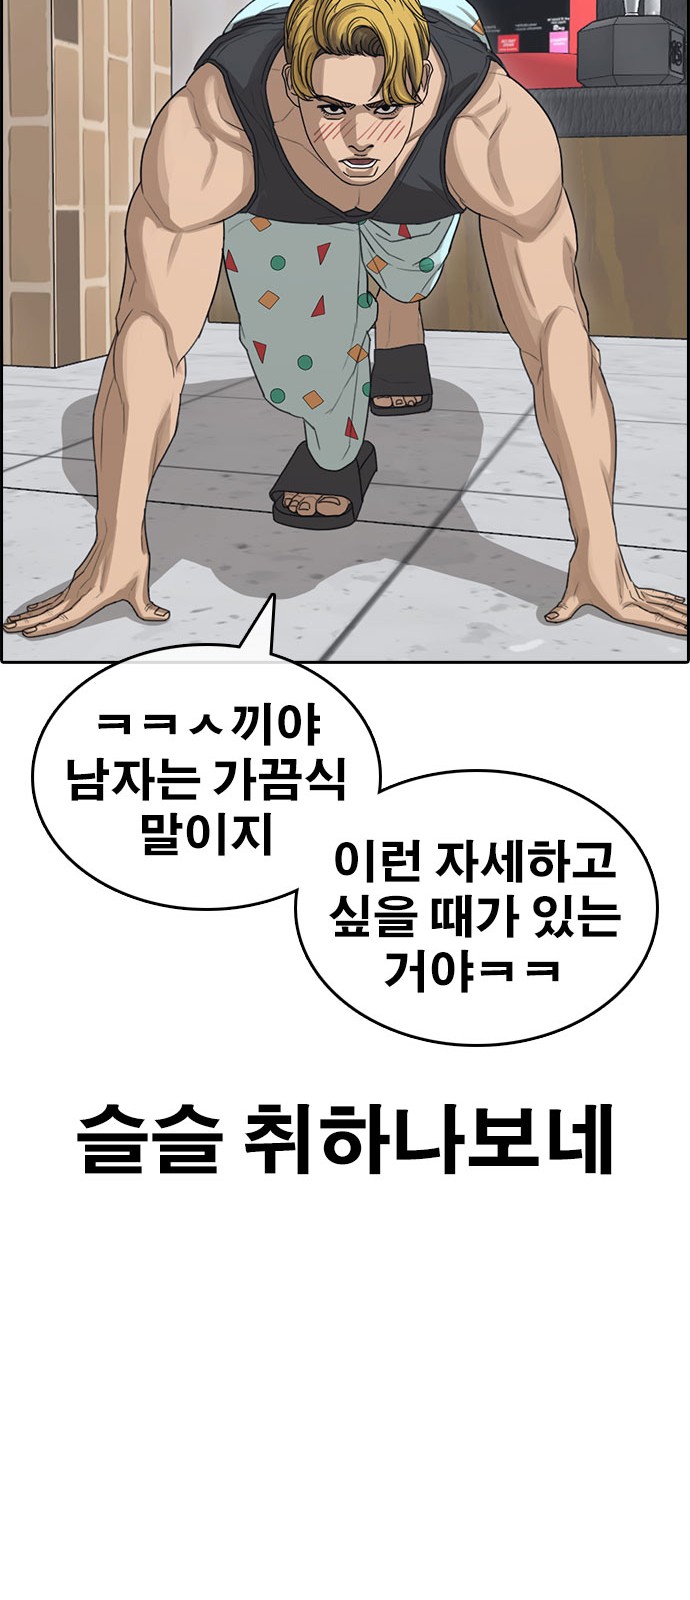 ㅋㅋㅅ끼야
남자는 가끔식
말이지
이런 자세하고
싶을 때가 있는
거야ㅋㅋ
슬슬 취하나보네